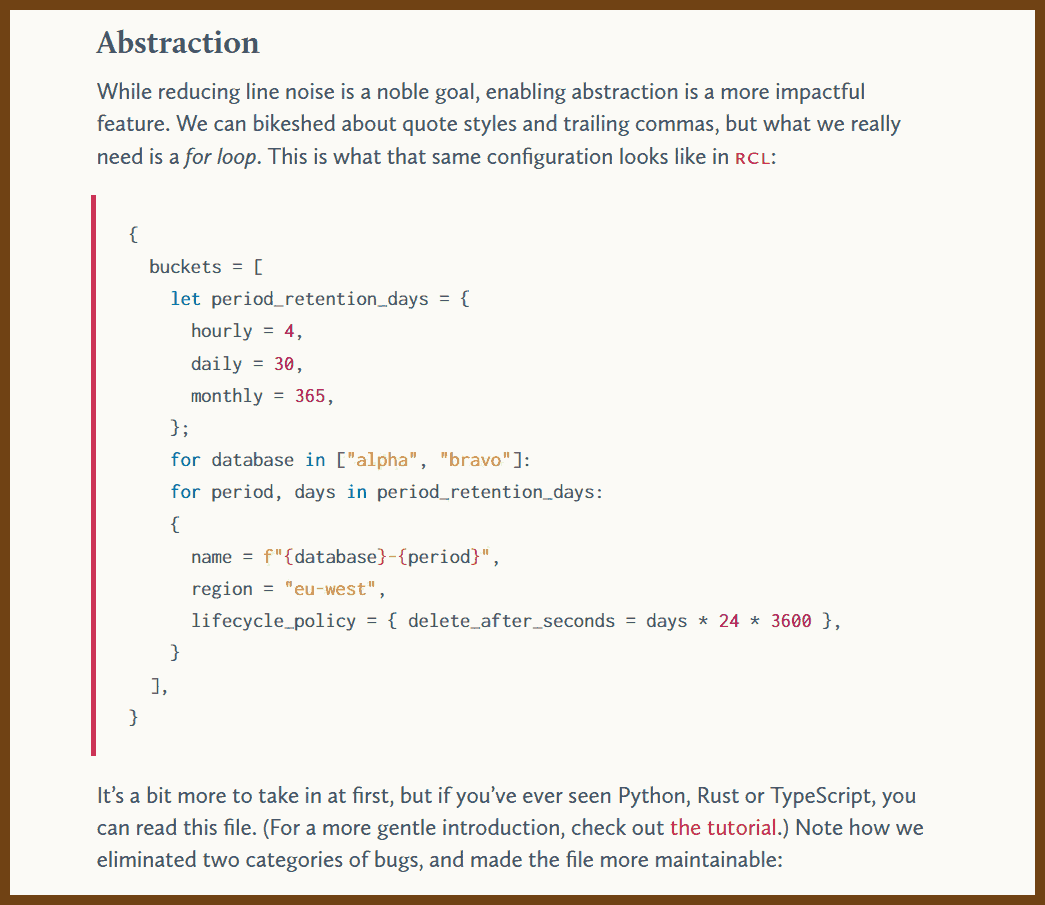 Abstraction
While reducing line noise is a noble goal, enabling abstraction is a more impactful
feature. We can bikeshed about quote styles and trailing commas, but what we really
need is a for loop. This is what that same configuration looks like in RCL:
{
  buckets = [
    let period_retention_days = {
      hourly = 4,
      daily = 30,
      monthly = 365,
    };
    for database in ["alpha", "bravo"]:
    for period, days in period_retention_days:
    {
      name = f"{database}-{period}",
      region = "eu-west",
      lifecycle_policy = { delete_after_seconds = days * 24 * 3600 },
    }
  ],
}
It’s a bit more to take in at first, but if you’ve ever seen Python, Rust or TypeScript, you
can read this file. (For a more gentle introduction, check out the tutorial.) Note how we
eliminated two categories of bugs, and made the file more maintainable: